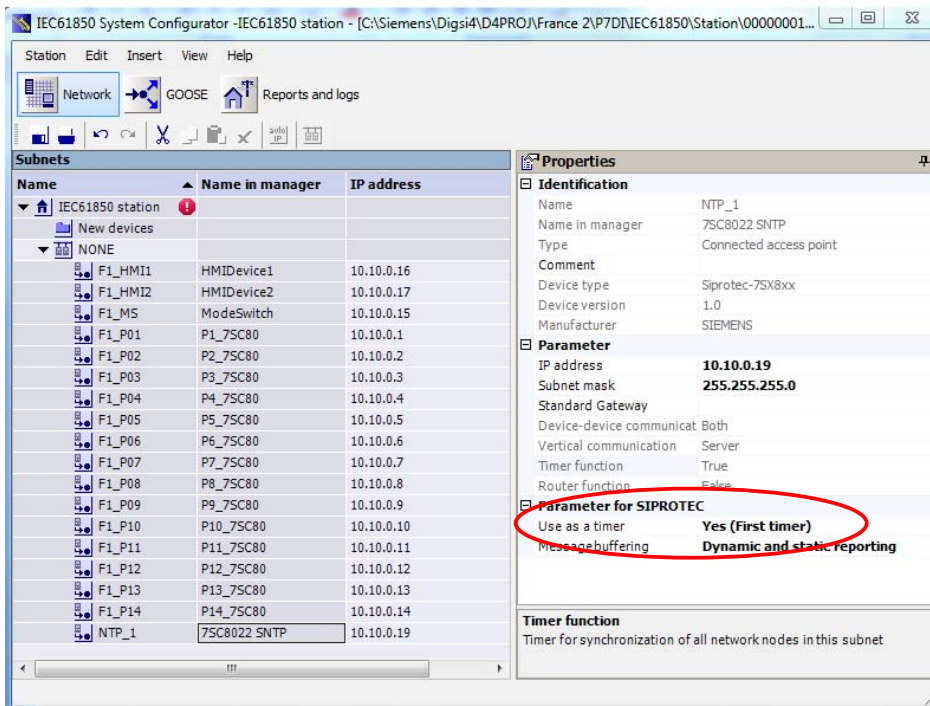 IEC61850 System Configurator -IEC61850 station - [C:\Siemens\Digsi4\D4PROJ\France 2\P7DI\IEC61850\Station\00000001...
Station Edit Insert View Help
Network GOOSE Reports and logs
auto IP
Subnets
Name Name in manager IP address
IEC61850 station
New devices
NONE
F1_HMI1 HMIDevice1 10.10.0.16
F1_HMI2 HMIDevice2 10.10.0.17
F1_MS ModeSwitch 10.10.0.15
F1_P01 P1_7SC80 10.10.0.1
F1_P02 P2_7SC80 10.10.0.2
F1_P03 P3_7SC80 10.10.0.3
F1_P04 P4_7SC80 10.10.0.4
F1_P05 P5_7SC80 10.10.0.5
F1_P06 P6_7SC80 10.10.0.6
F1_P07 P7_7SC80 10.10.0.7
F1_P08 P8_7SC80 10.10.0.8
F1_P09 P9_7SC80 10.10.0.9
F1_P10 P10_7SC80 10.10.0.10
F1_P11 P11_7SC80 10.10.0.11
F1_P12 P12_7SC80 10.10.0.12
F1_P13 P13_7SC80 10.10.0.13
F1_P14 P14_7SC80 10.10.0.14
NTP_1 7SC8022 SNTP 10.10.0.19
Properties
Identification
Name NTP_1
Name in manager 7SC8022 SNTP
Type Connected access point
Comment
Device type Siprotec-7SX8xx
Device version 1.0
Manufacturer SIEMENS
Parameter
IP address 10.10.0.19
Subnet mask 255.255.255.0
Standard Gateway
Device-device communicat Both
Vertical communication Server
Timer function True
Router function False
Parameter for SIPROTEC
Use as a timer Yes (First timer)
Message buffering Dynamic and static reporting
Timer function
Timer for synchronization of all network nodes in this subnet